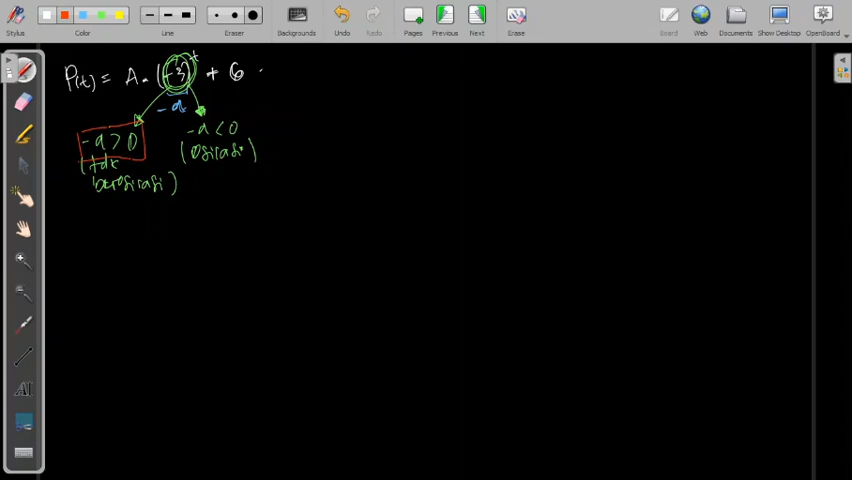 Stylus
Color
Line
Eraser
Backgrounds
Undo
Redo
Pages
Previous
Next
Erase
Board
Web
Documents
Show Desktop
OpenBoard
P(t) = A. (-3)^t + 6
-a
-a > 0
-a < 0
(tdk
(Osilasi)
berosilasi)